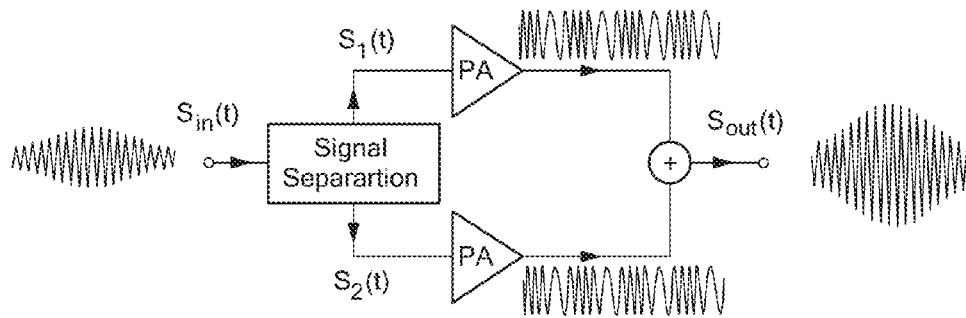 S1(t)
PA
Sin(t)
Signal
Separartion
+
Sout(t)
PA
S2(t)